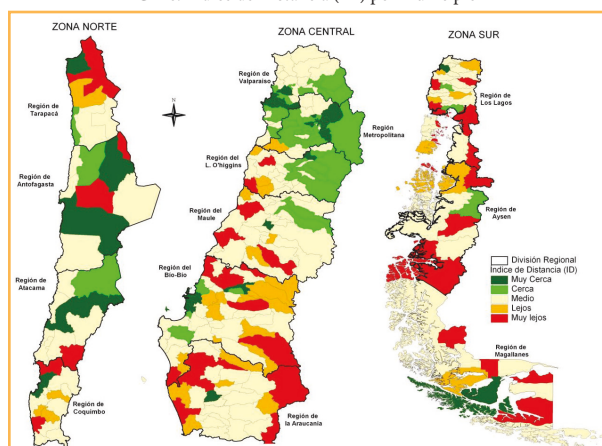 ZONA NORTE
ZONA CENTRAL
ZONA SUR
Región de
Tarapacá
Región de
Antofagasta
Región de
Atacama
Región de
Coquimbo
N
Región de
Valparaíso
Región
Metropolitana
Región del
L. O'higgins
Región del
Maule
Región del
Bio-Bio
Región de
la Araucanía
Región de
Los Lagos
Región de
Aysen
División Regional
Indice de Distancia (ID)
Muy Cerca
Cerca
Medio
Lejos
Muy lejos
Región de
Magallanes